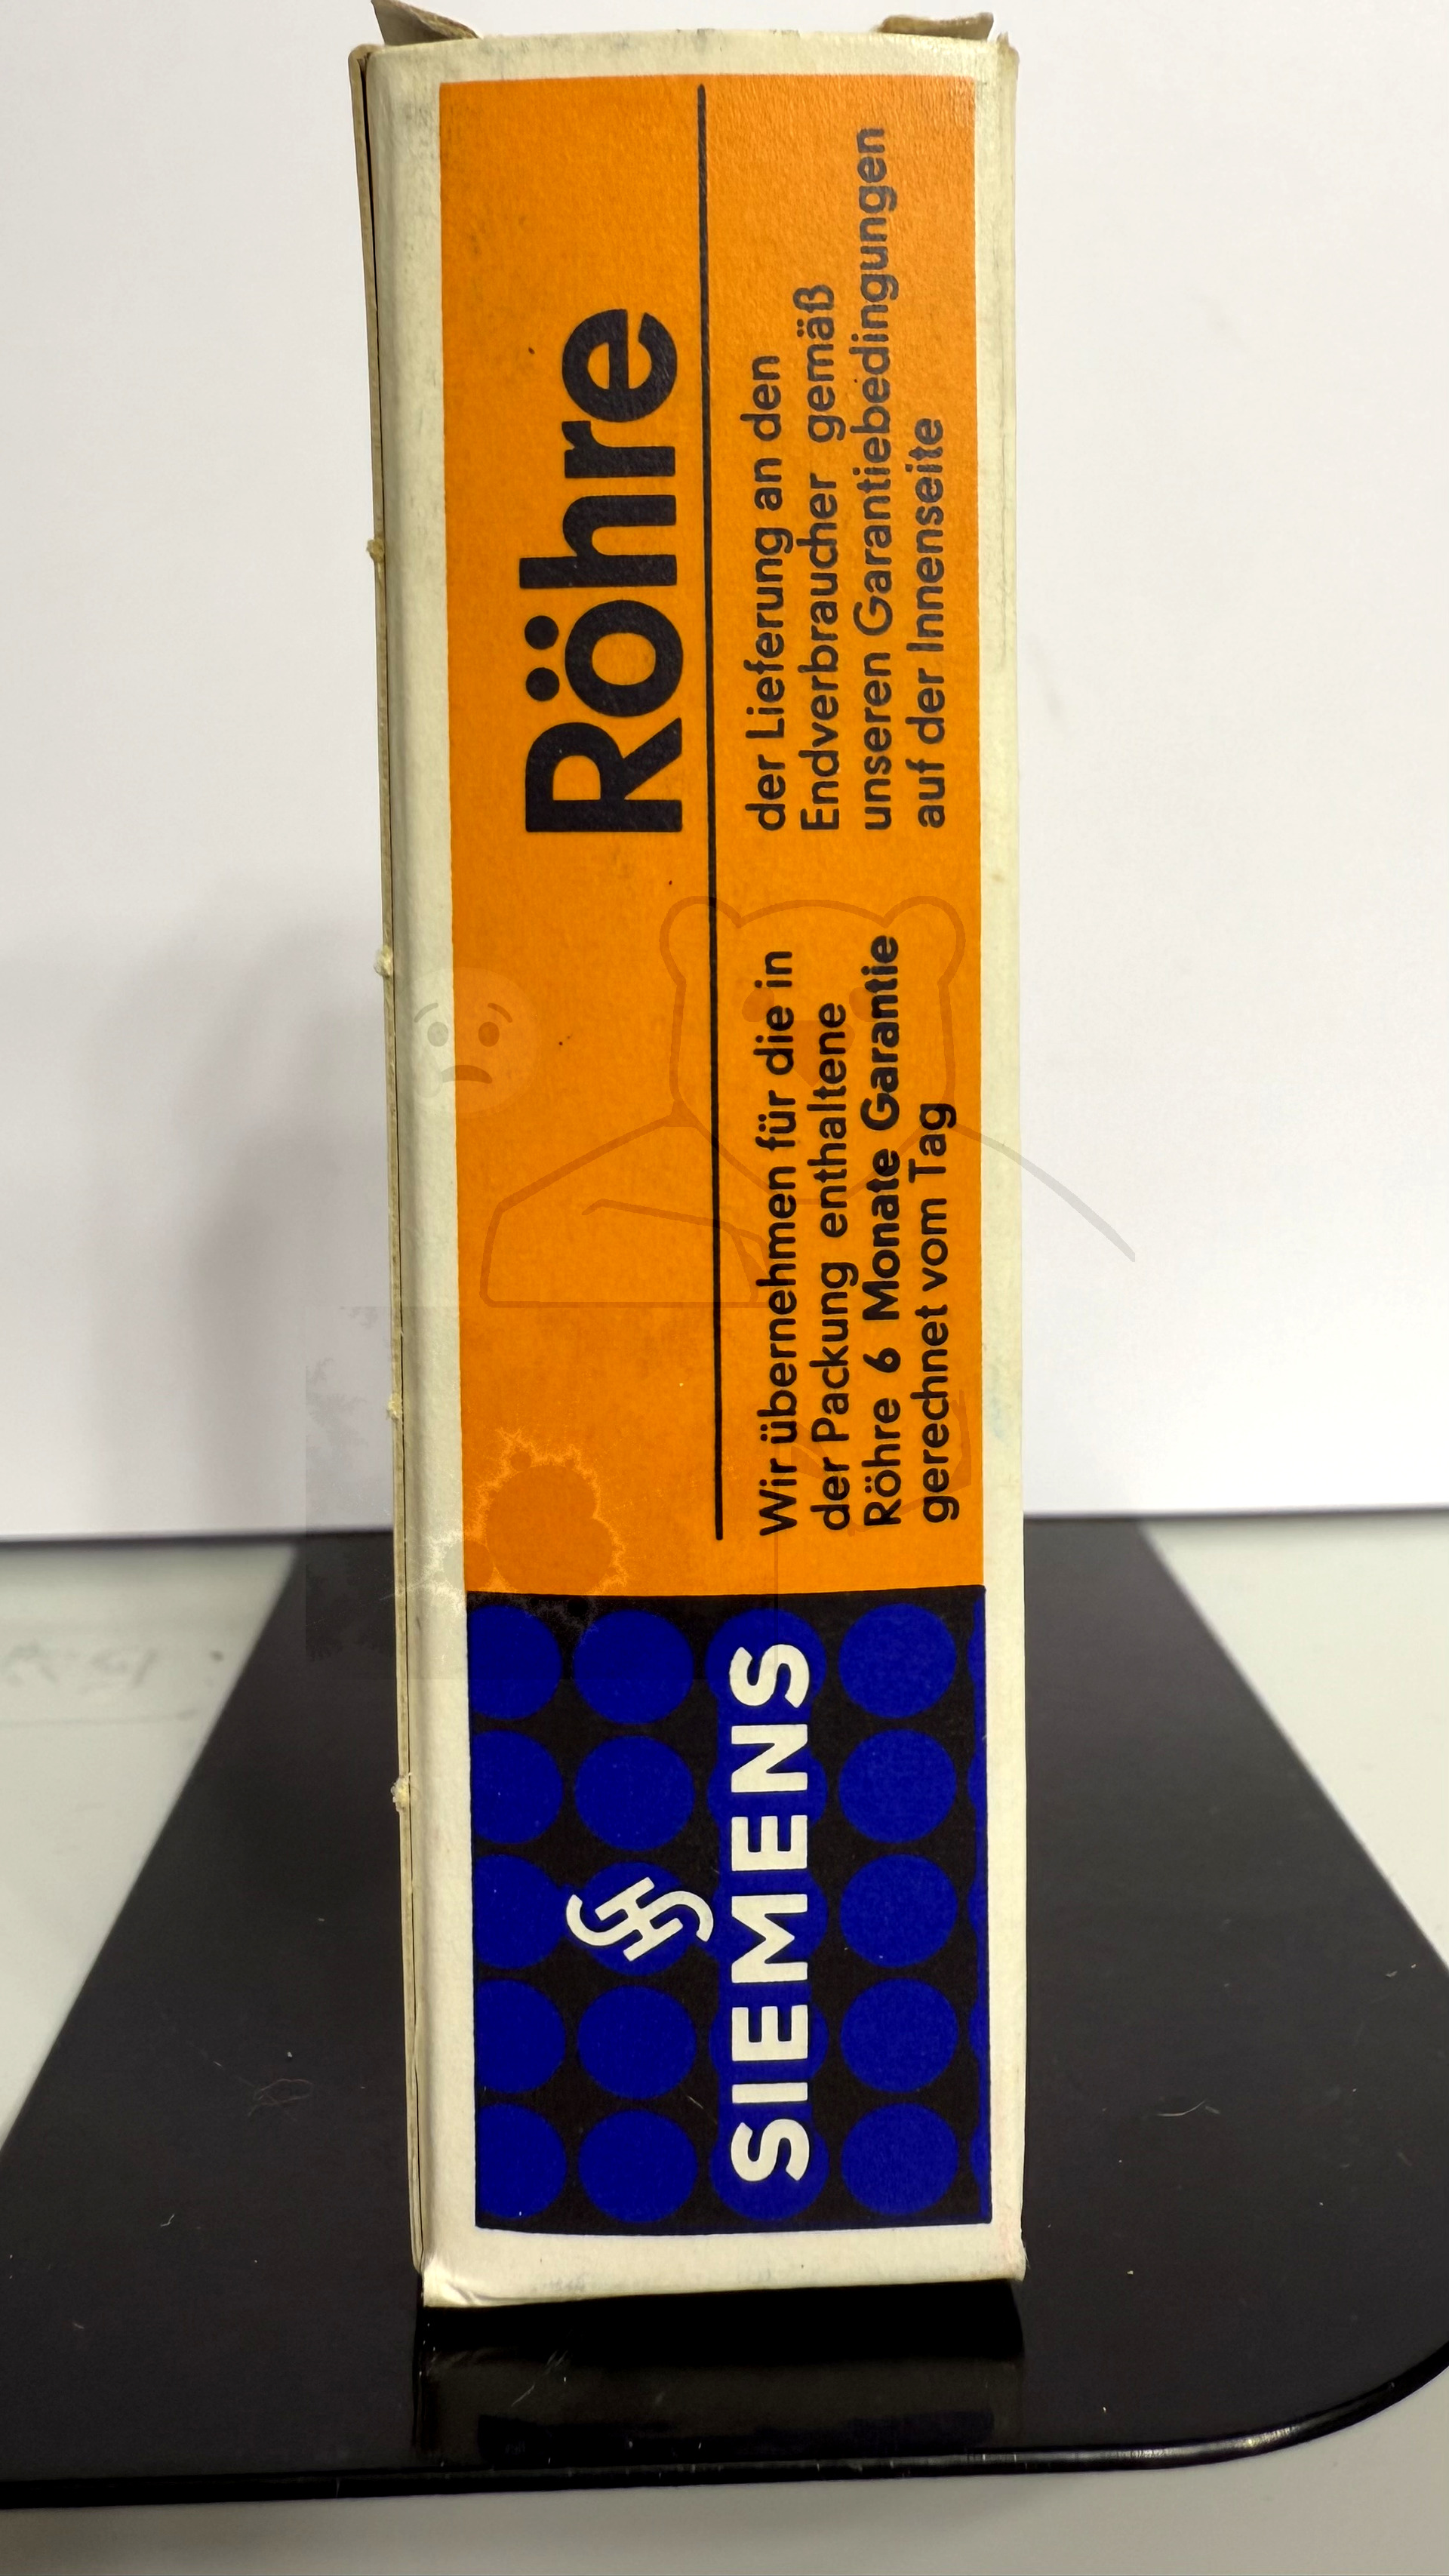 Röhre
Wir übernehmen für die in
der Packung enthaltene
Röhre 6 Monate Garantie
gerechnet vom Tag
der Lieferung an den
Endverbraucher gemäß
unseren Garantiebedingungen
auf der Innenseite
SIEMENS